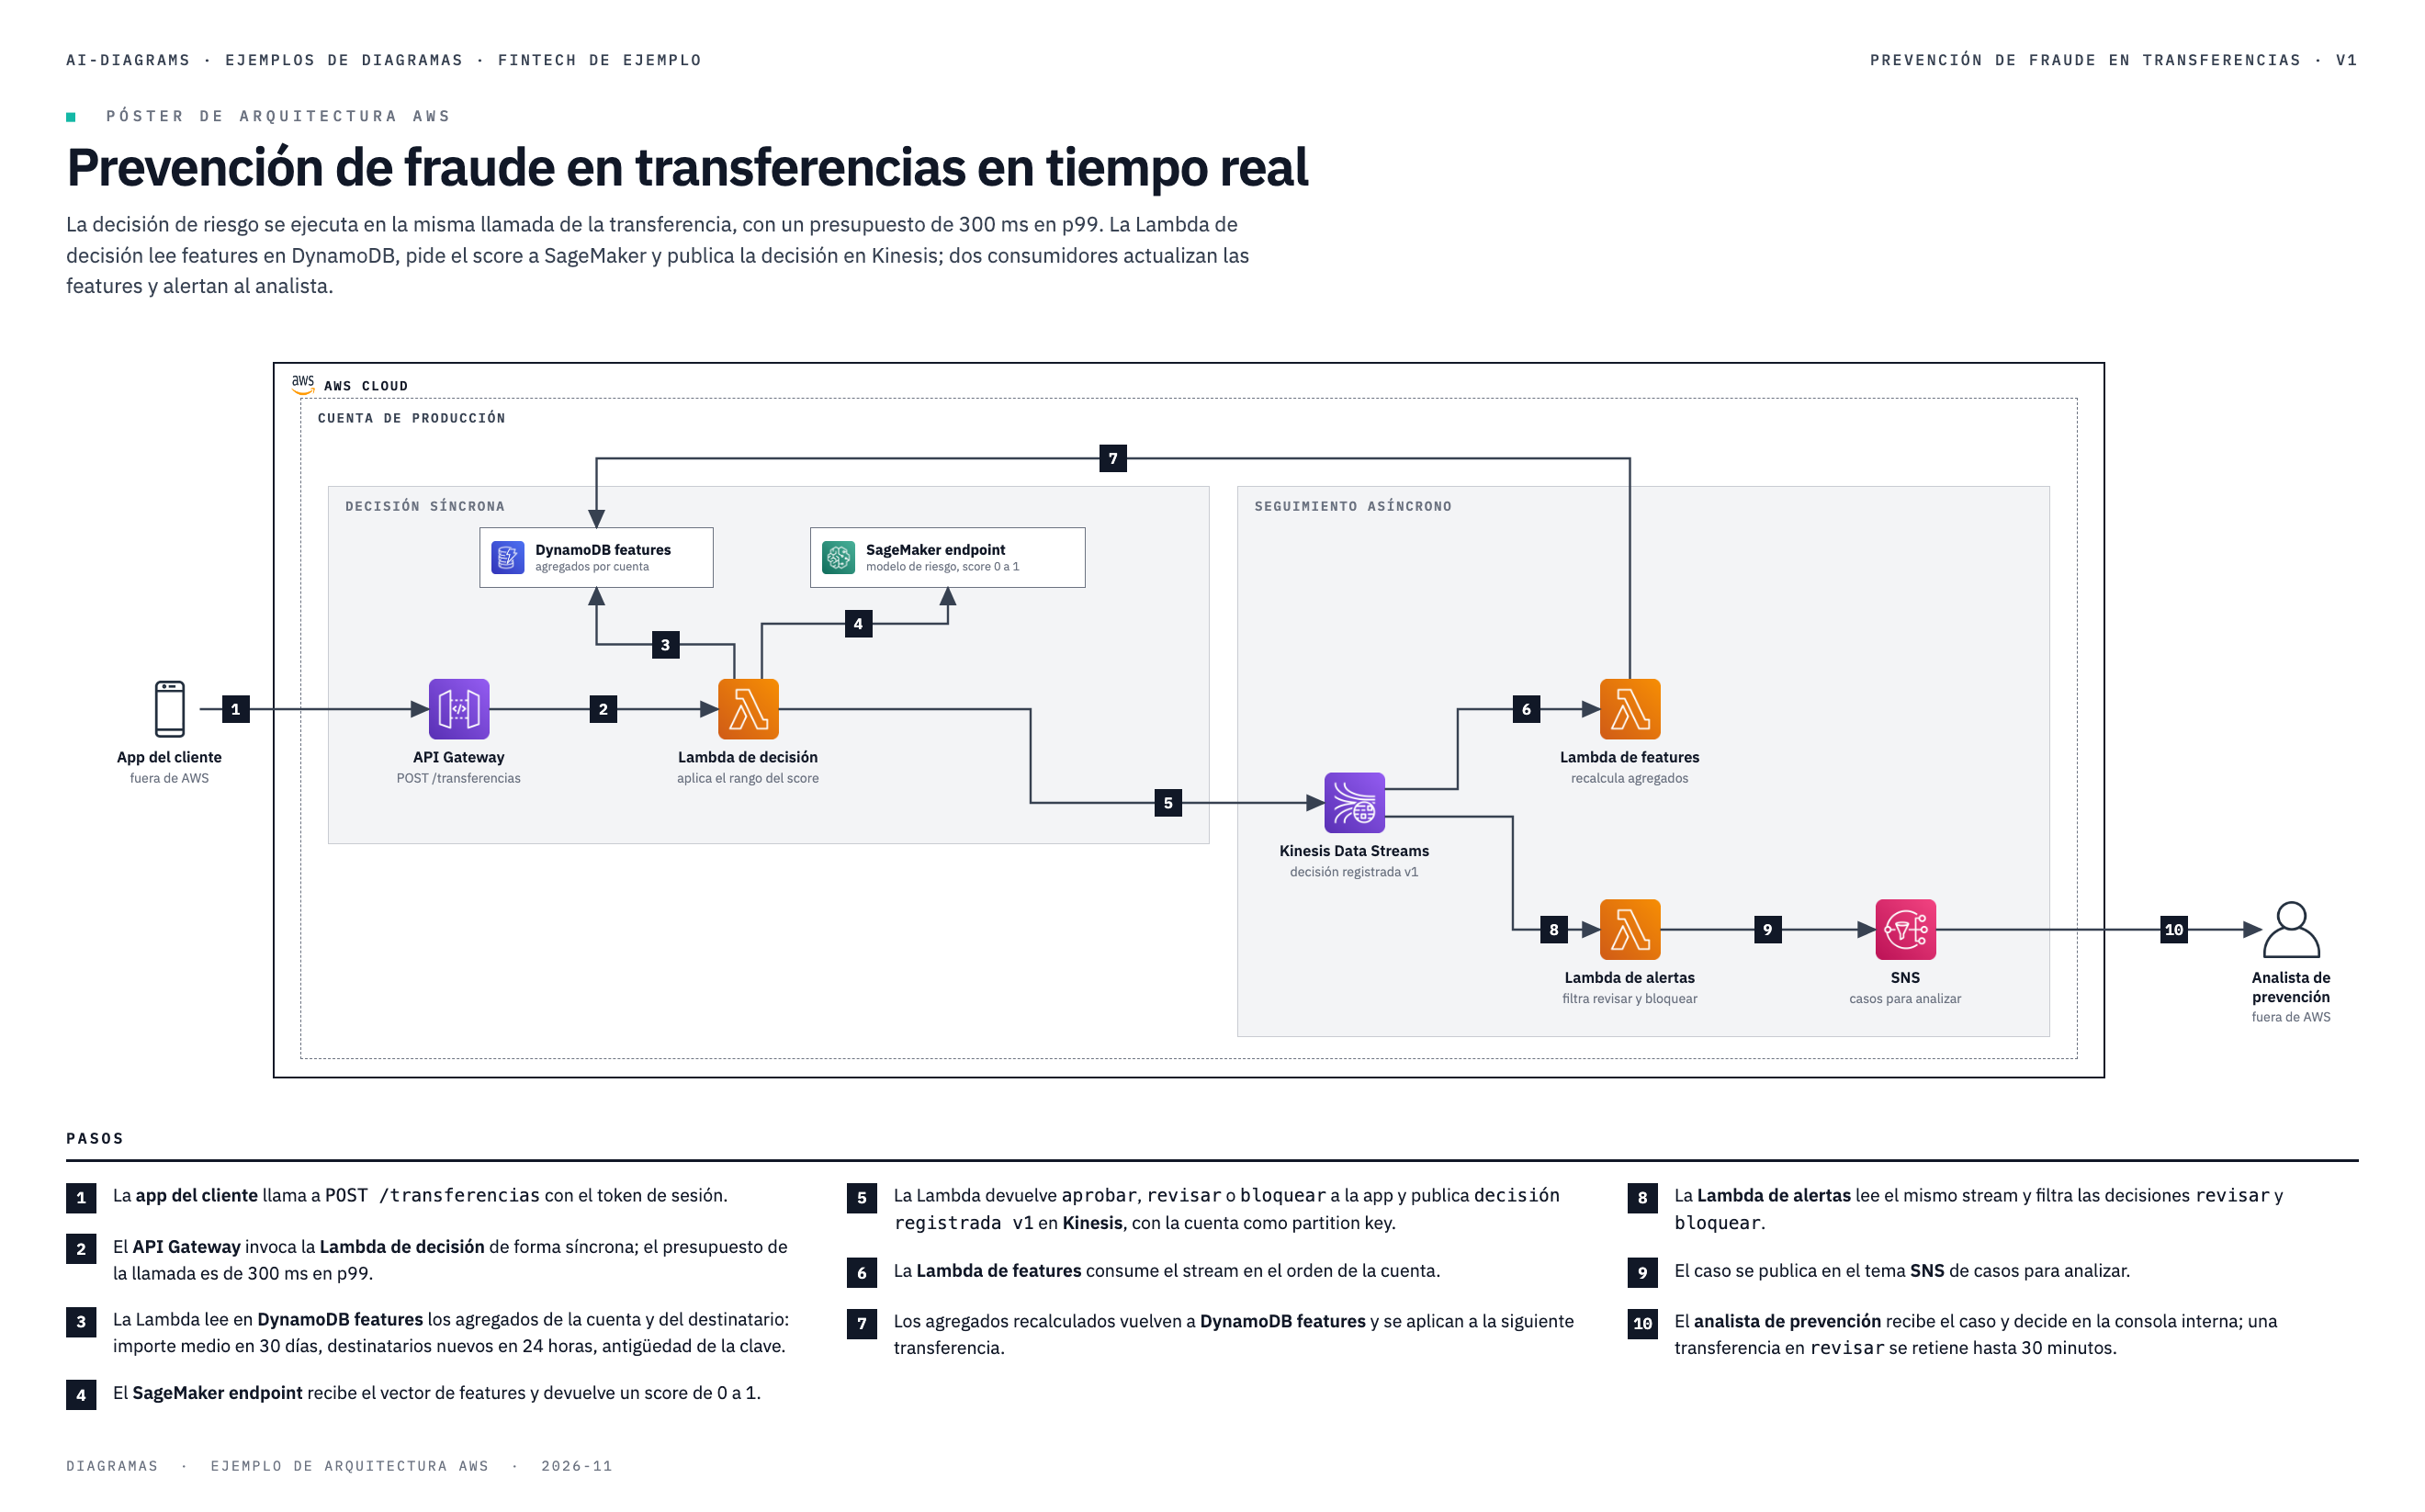 AI-DIAGRAMS · EJEMPLOS DE DIAGRAMAS · FINTECH DE EJEMPLO
PREVENCIÓN DE FRAUDE EN TRANSFERENCIAS · V1
PÓSTER DE ARQUITECTURA AWS
Prevención de fraude en transferencias en tiempo real
La decisión de riesgo se ejecuta en la misma llamada de la transferencia, con un presupuesto de 300 ms en p99. La Lambda de
decisión lee features en DynamoDB, pide el score a SageMaker y publica la decisión en Kinesis; dos consumidores actualizan las
features y alertan al analista.
aws AWS CLOUD
CUENTA DE PRODUCCIÓN
7
DECISIÓN SÍNCRONA
SEGUIMIENTO ASÍNCRONO
DynamoDB features
agregados por cuenta
SageMaker endpoint
modelo de riesgo, score 0 a 1
4
3
1
2
6
App del cliente
fuera de AWS
API Gateway
POST /transferencias
Lambda de decisión
aplica el rango del score
Lambda de features
recalcula agregados
5
Kinesis Data Streams
decisión registrada v1
8
9
10
Lambda de alertas
filtra revisar y bloquear
SNS
casos para analizar
Analista de
prevención
fuera de AWS
PASOS
1 La app del cliente llama a POST /transferencias con el token de sesión.
2 El API Gateway invoca la Lambda de decisión de forma síncrona; el presupuesto de
la llamada es de 300 ms en p99.
3 La Lambda lee en DynamoDB features los agregados de la cuenta y del destinatario:
importe medio en 30 días, destinatarios nuevos en 24 horas, antigüedad de la clave.
4 El SageMaker endpoint recibe el vector de features y devuelve un score de 0 a 1.
5 La Lambda devuelve aprobar, revisar o bloquear a la app y publica decisión
registrada v1 en Kinesis, con la cuenta como partition key.
6 La Lambda de features consume el stream en el orden de la cuenta.
7 Los agregados recalculados vuelven a DynamoDB features y se aplican a la siguiente
transferencia.
8 La Lambda de alertas lee el mismo stream y filtra las decisiones revisar y
bloquear.
9 El caso se publica en el tema SNS de casos para analizar.
10 El analista de prevención recibe el caso y decide en la consola interna; una
transferencia en revisar se retiene hasta 30 minutos.
DIAGRAMAS · EJEMPLO DE ARQUITECTURA AWS · 2026-11